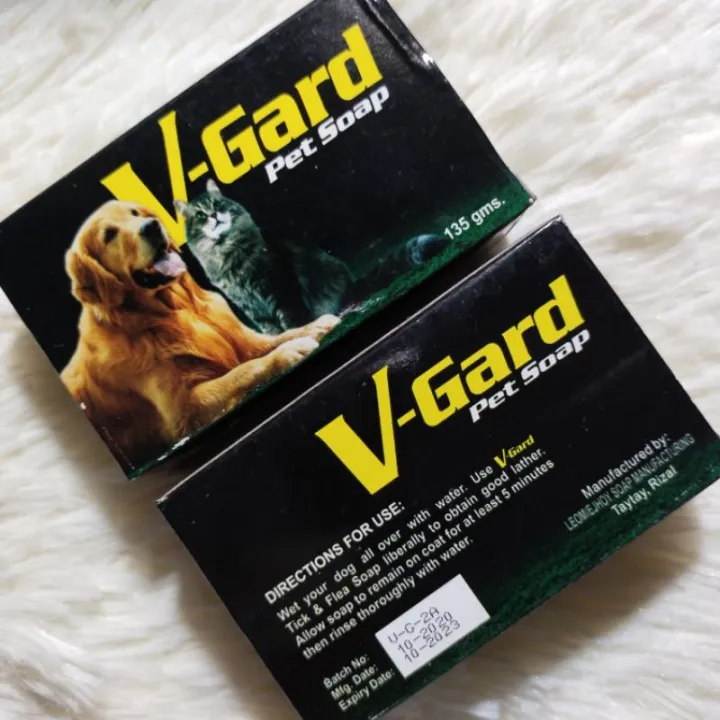 V-Gard
Pet Soap
135 gms.
V-Gard
Pet Soap
DIRECTIONS FOR USE:
Wet your dog all over with water. Use V-Gard
Tick & Flea Soap liberally to obtain good lather.
Allow soap to remain on coat for at least 5 minutes
then rinse thoroughly with water.
Manufactured by:
LEOMIEJHOY SOAP MANUFACTURING
Taytay, Rizal
Batch No: V-G-2A
Mfg. Date: 10-2020
Expiry Date: 10-2023